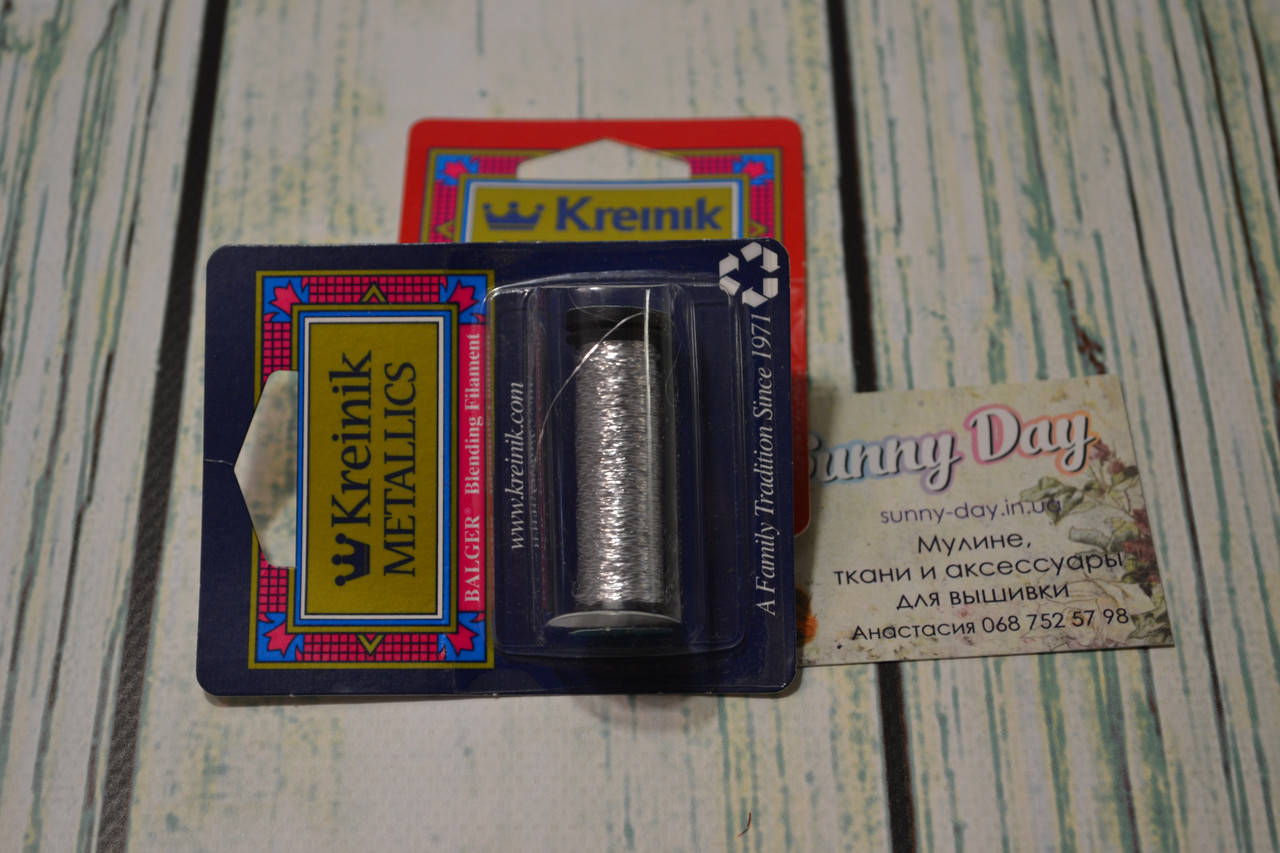 Kreinik
Kreinik
METALLICS
BALGER® Blending Filament
www.kreinik.com
A Family Tradition Since 1971
Sunny Day
sunny-day.in.ua
Мулине,
ткани и аксессуары
для вышивки
Анастасия 068 752 57 98